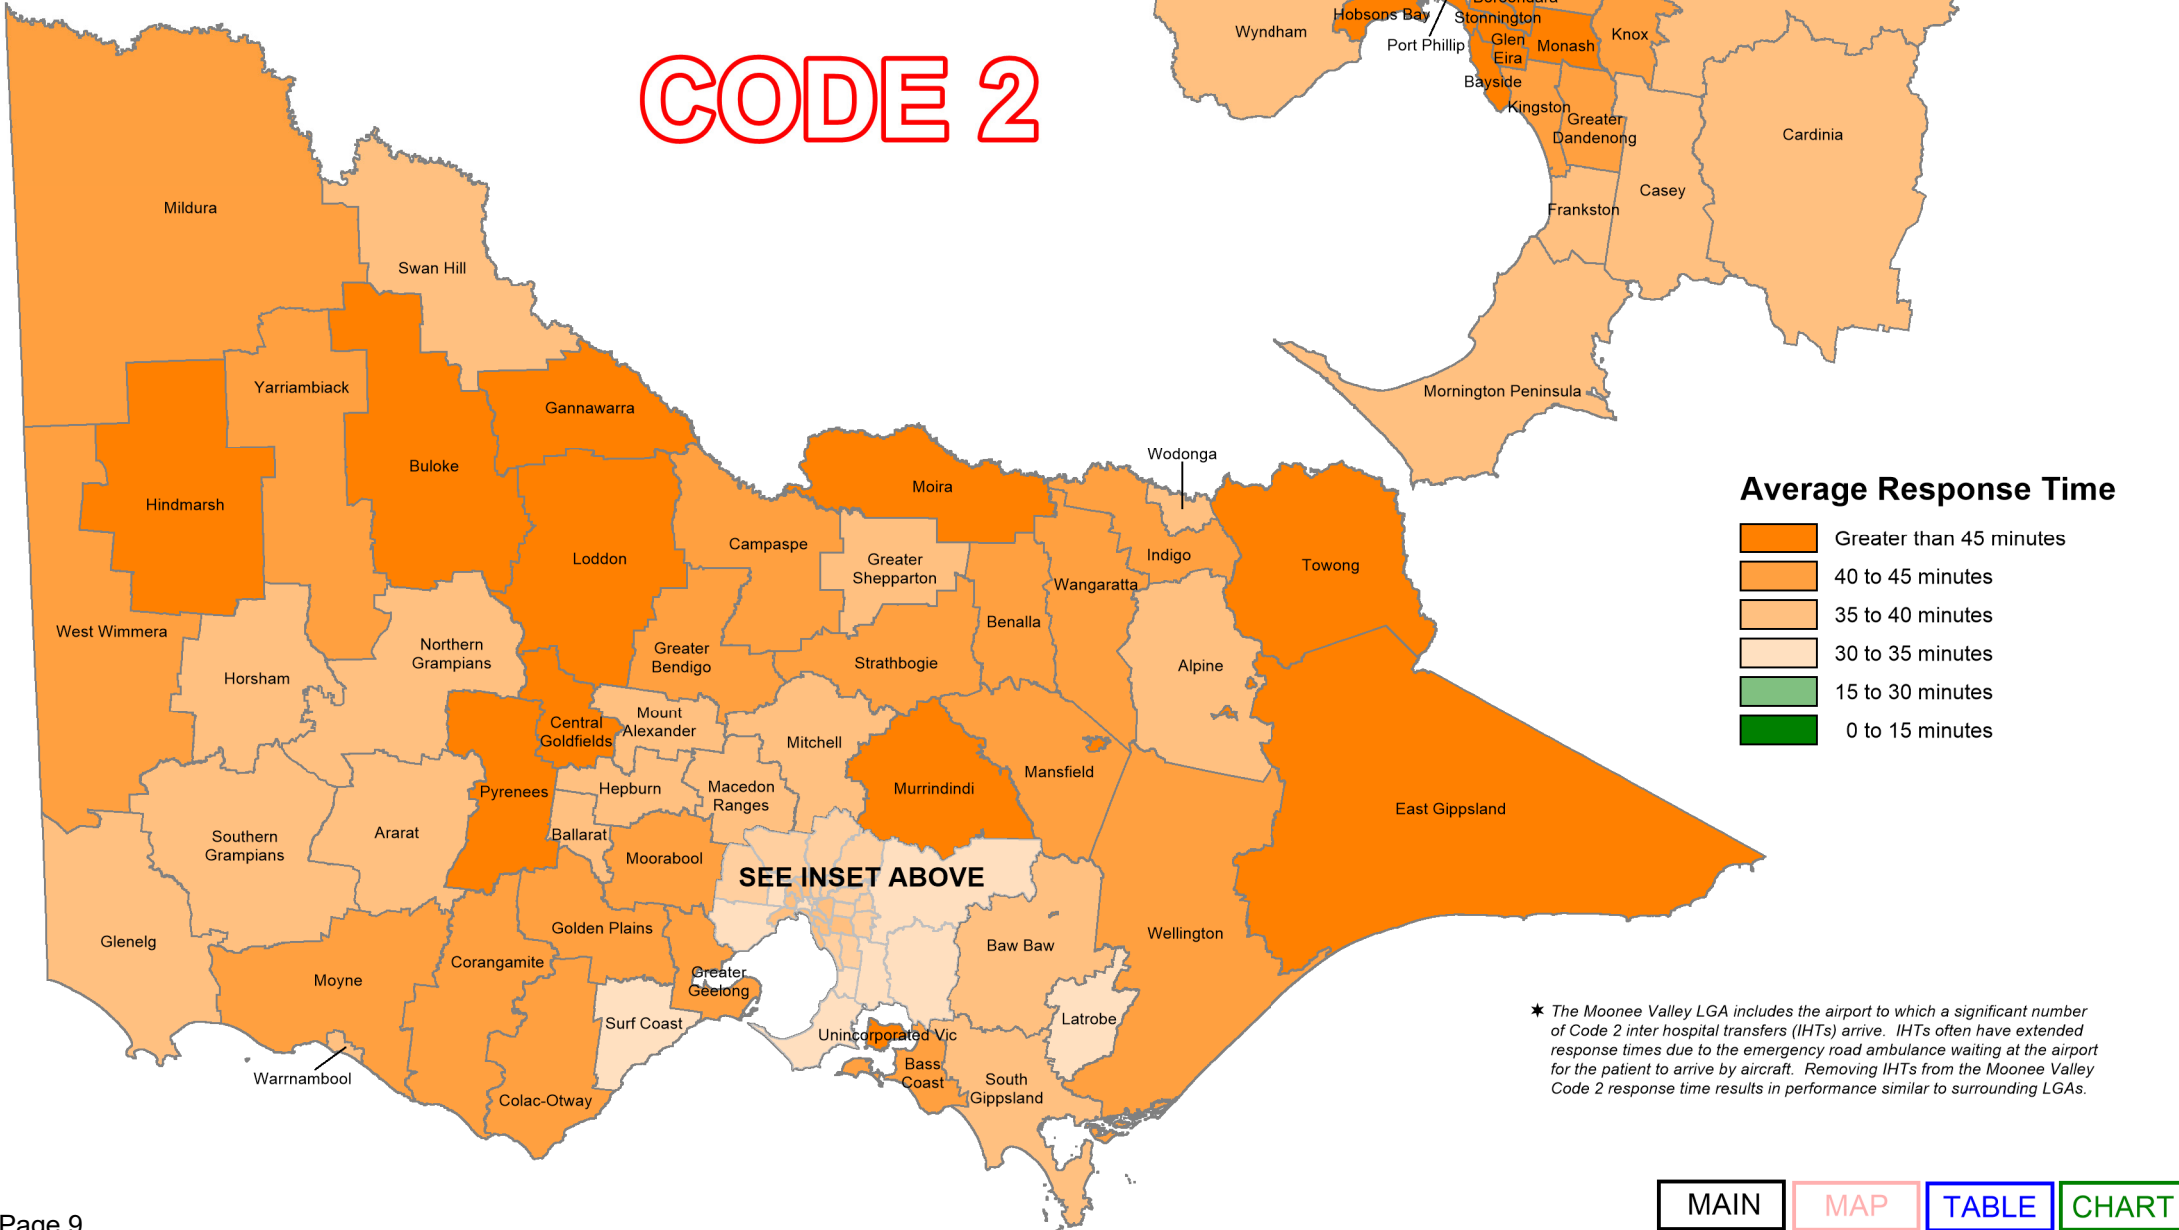 Boroondara
Hobsons Bay
Stonnington
Wyndham
Port Phillip
Glen
Eira
Monash
Knox
Bayside
Kingston
Greater
Dandenong
Cardinia
Casey
Frankston
Mornington Peninsula
CODE 2
Mildura
Swan Hill
Yarriambiack
Gannawarra
Buloke
Hindmarsh
Moira
Wodonga
Loddon
Campaspe
Greater
Shepparton
Indigo
Wangaratta
Towong
Benalla
West Wimmera
Northern
Grampians
Greater
Bendigo
Strathbogie
Alpine
Horsham
Mount
Alexander
Central
Goldfields
Mitchell
Mansfield
Pyrenees
Hepburn
Macedon
Ranges
Murrindindi
East Gippsland
Southern
Grampians
Ararat
Ballarat
Moorabool
SEE INSET ABOVE
Glenelg
Golden Plains
Wellington
Baw Baw
Moyne
Corangamite
Greater
Geelong
Surf Coast
Latrobe
Unincorporated Vic
Warrnambool
Bass
Coast
South
Gippsland
Colac-Otway
Average Response Time
Greater than 45 minutes
40 to 45 minutes
35 to 40 minutes
30 to 35 minutes
15 to 30 minutes
0 to 15 minutes
✶ The Moonee Valley LGA includes the airport to which a significant number
of Code 2 inter hospital transfers (IHTs) arrive. IHTs often have extended
response times due to the emergency road ambulance waiting at the airport
for the patient to arrive by aircraft. Removing IHTs from the Moonee Valley
Code 2 response time results in performance similar to surrounding LGAs.
MAIN
MAP
TABLE
CHART
Page 9